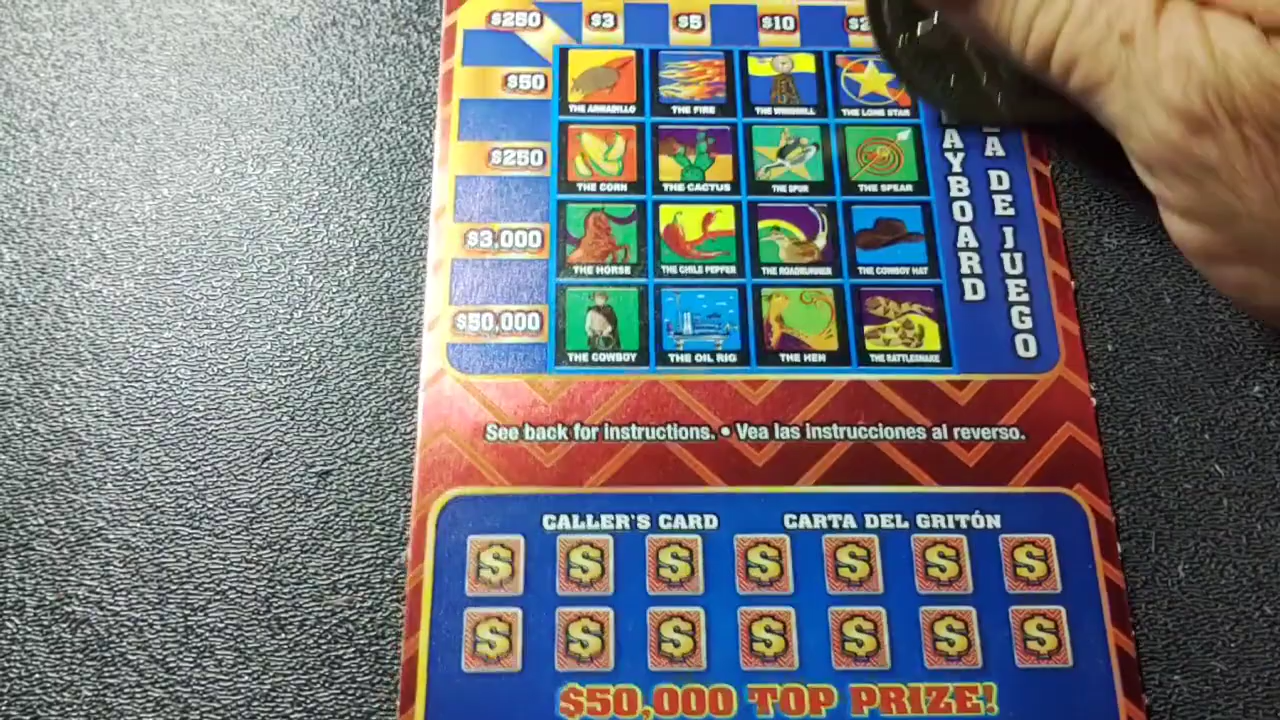 $250 $3 $5 $10
$50
THE ARMADILLO THE FIRE THE WINDMILL THE LONE STAR
$250
THE CORN THE CACTUS THE SPUR THE SPEAR
$3,000
THE HORSE THE CHILE PEPPER THE ROADRUNNER THE COWBOY HAT
$50,000
THE COWBOY THE OIL RIG THE HEN THE RATTLESNAKE
DE JUEGO
See back for instructions. • Vea las instrucciones al reverso.
CALLER'S CARD CARTA DEL GRITÓN
$ $ $ $ $ $ $
$ $ $ $ $ $ $
$50,000 TOP PRIZE!